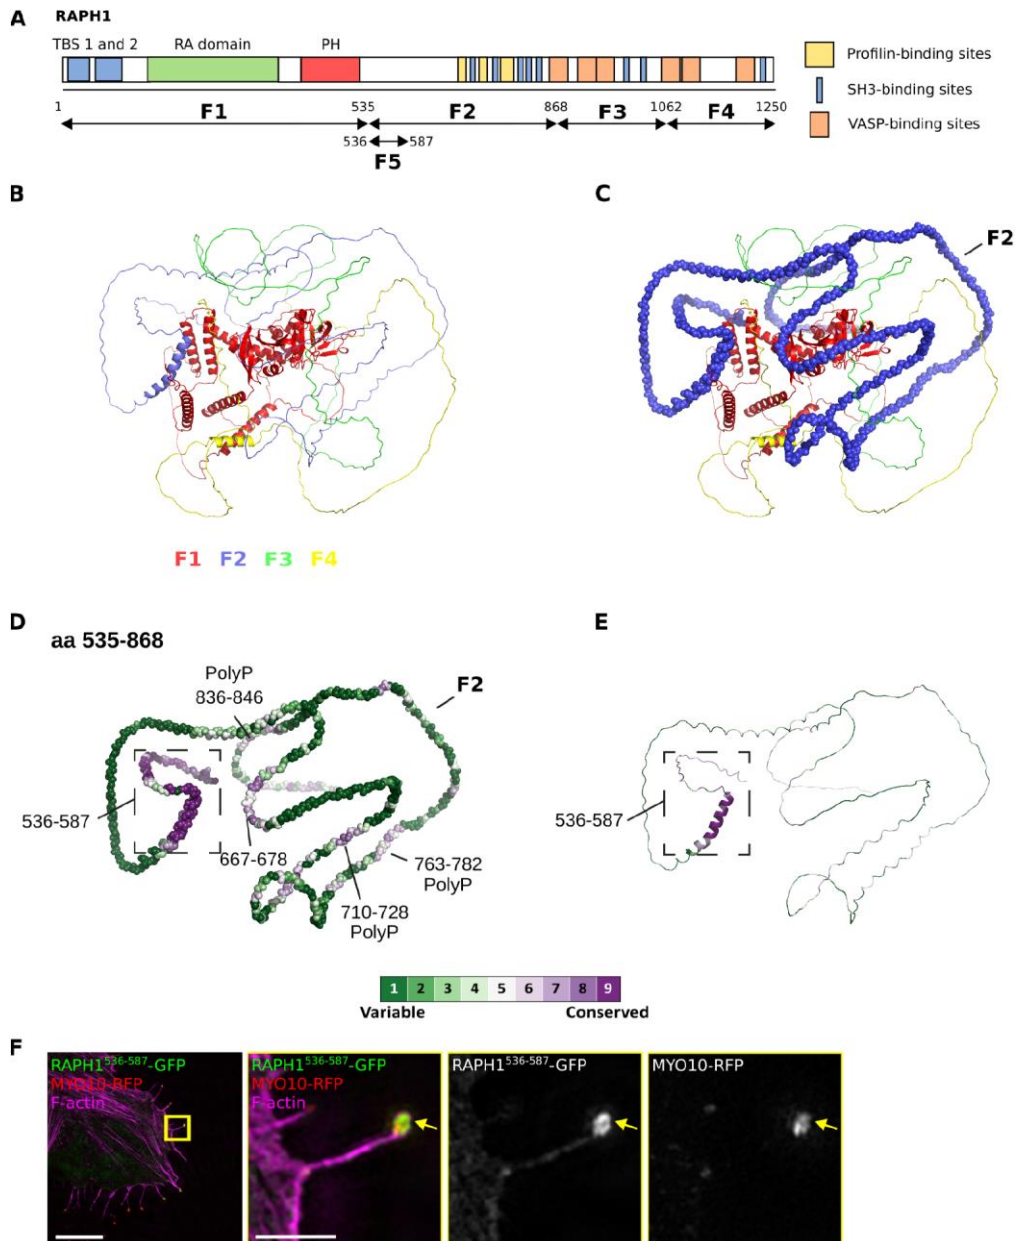 A
RAPH1
TBS 1 and 2
RA domain
PH
Profilin-binding sites
SH3-binding sites
VASP-binding sites
1
535
868
1062
1250
F1
F2
F3
F4
536
587
F5
B
C
F2
F1 F2 F3 F4
D
aa 535-868
E
PolyP
836-846
F2
536-587
667-678
763-782
PolyP
710-728
PolyP
536-587
1 2 3 4 5 6 7 8 9
Variable Conserved
F
RAPH1536-587-GFP
MYO10-RFP
F-actin
RAPH1536-587-GFP
MYO10-RFP
F-actin
RAPH1536-587-GFP
MYO10-RFP